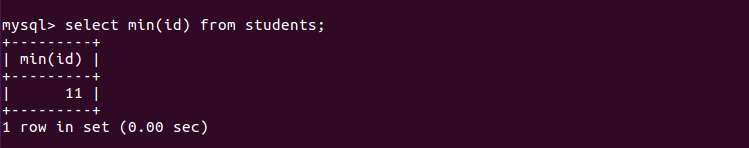 mysql> select min(id) from students;
+---------+
| min(id) |
+---------+
|      11 |
+---------+
1 row in set (0.00 sec)